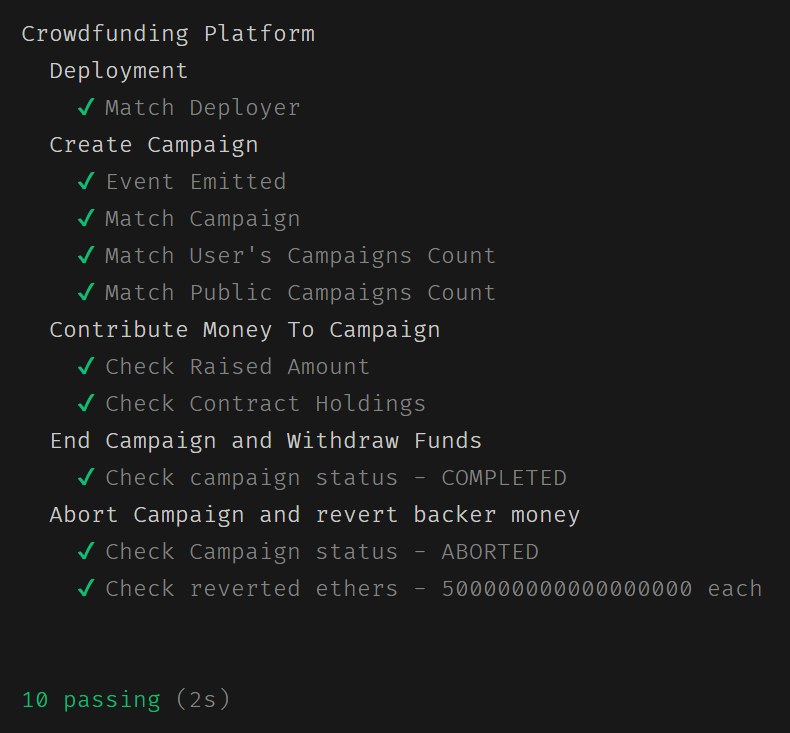 Crowdfunding Platform
Deployment
✓ Match Deployer
Create Campaign
✓ Event Emitted
✓ Match Campaign
✓ Match User's Campaigns Count
✓ Match Public Campaigns Count
Contribute Money To Campaign
✓ Check Raised Amount
✓ Check Contract Holdings
End Campaign and Withdraw Funds
✓ Check campaign status - COMPLETED
Abort Campaign and revert backer money
✓ Check Campaign status - ABORTED
✓ Check reverted ethers - 500000000000000000 each
10 passing (2s)